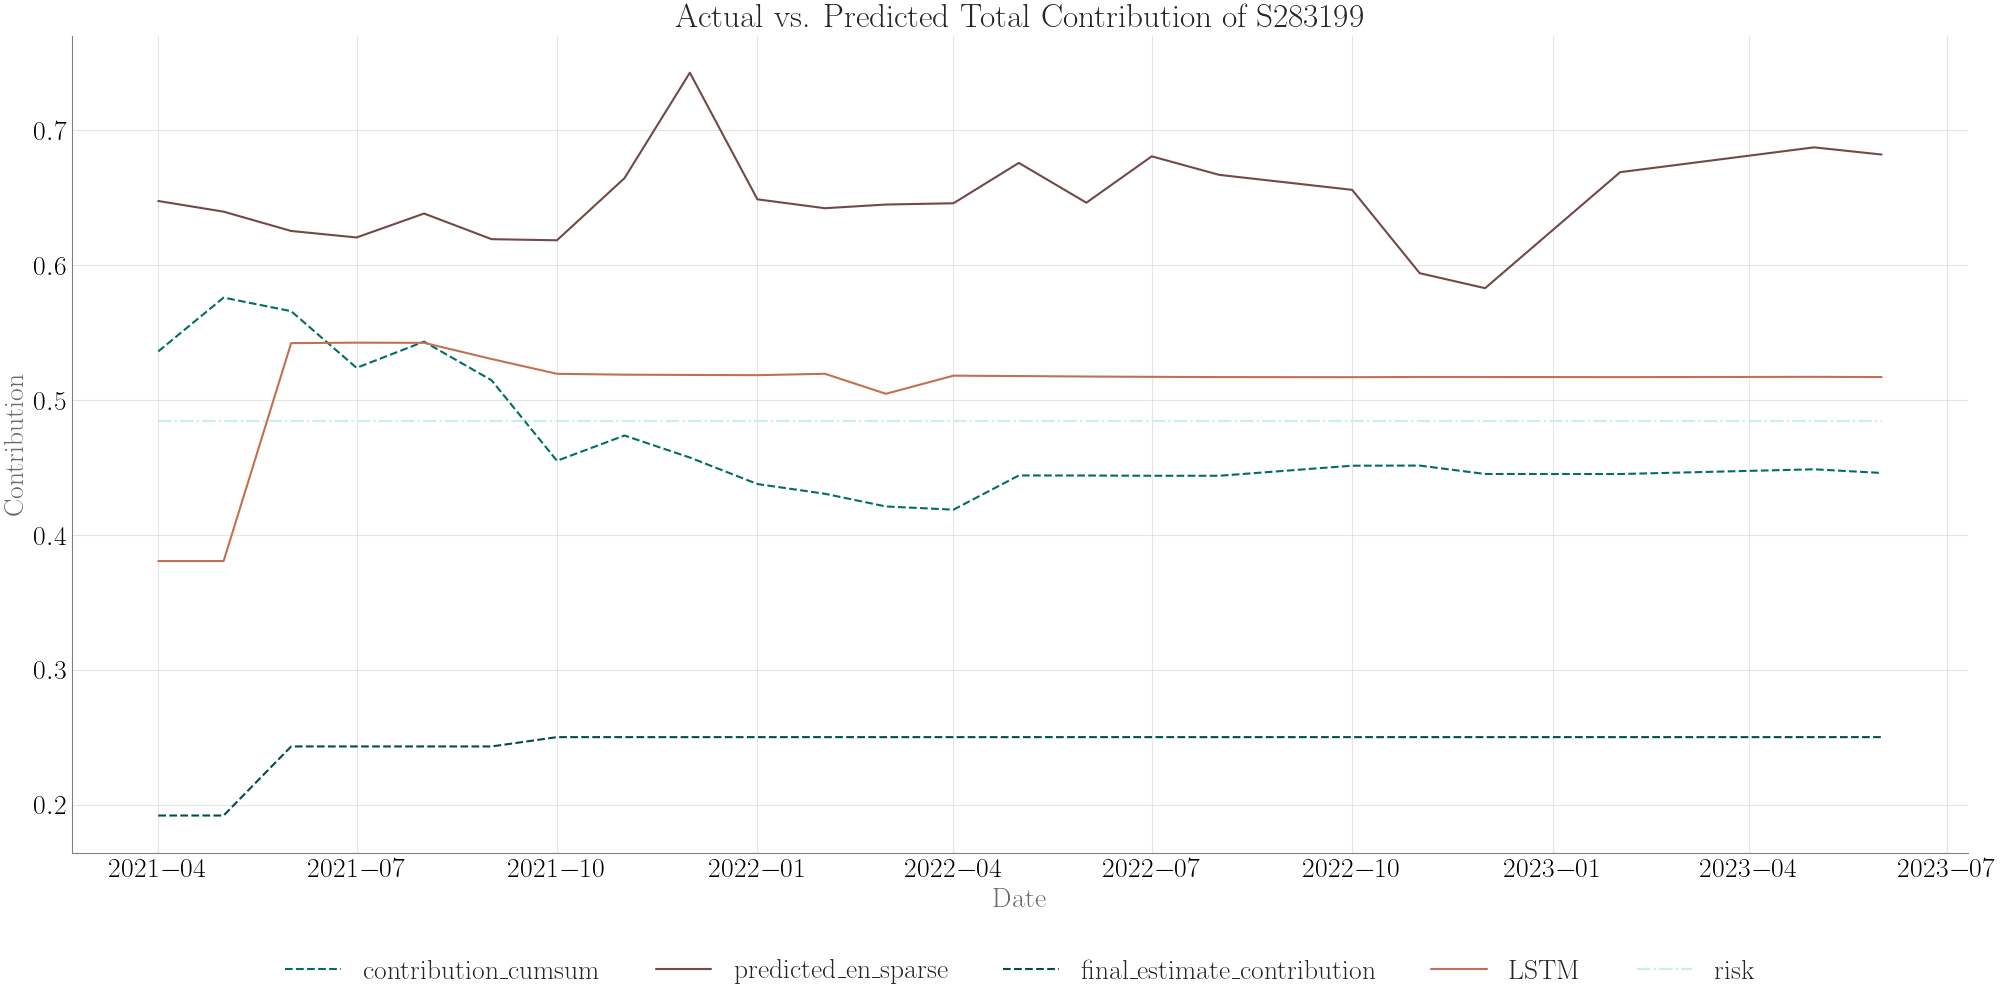 Actual vs. Predicted Total Contribution of S283199
Contribution
0.7
0.6
0.5
0.4
0.3
0.2
2021−04 2021−07 2021−10 2022−01 2022−04 2022−07 2022−10 2023−01 2023−04 2023−07
Date
contribution_cumsum predicted_en_sparse final_estimate_contribution LSTM risk